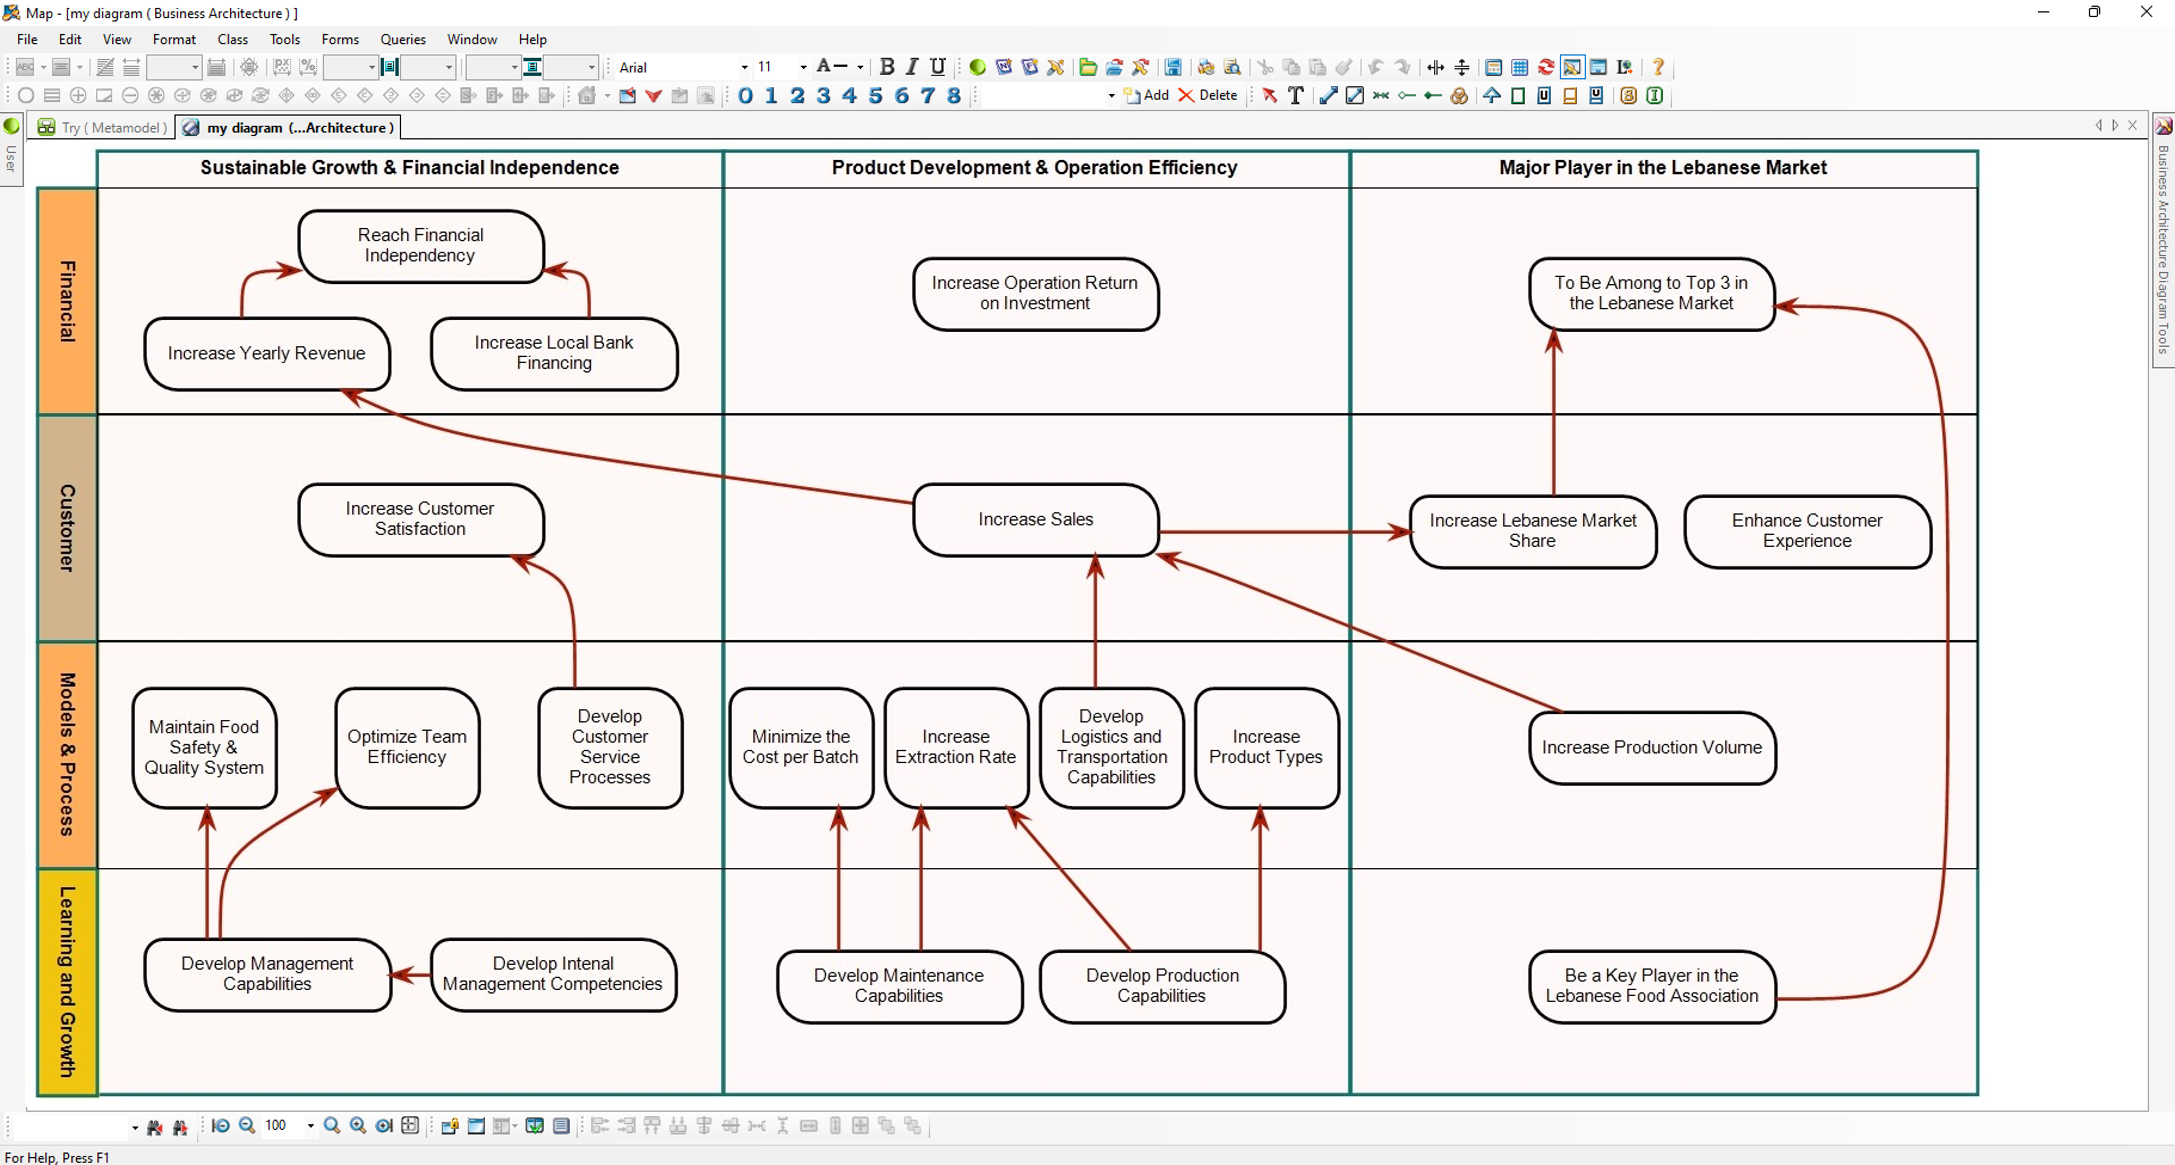 Map - [my diagram ( Business Architecture ) ]
File Edit View Format Class Tools Forms Queries Window Help
Arial 11 A B I U
0 1 2 3 4 5 6 7 8 Add Delete T
Try ( Metamodel ) my diagram (...Architecture )
User
Business Architecture Diagram Tools
Sustainable Growth & Financial Independence
Product Development & Operation Efficiency
Major Player in the Lebanese Market
Financial
Reach Financial
Independency
Increase Yearly Revenue
Increase Local Bank
Financing
Increase Operation Return
on Investment
To Be Among to Top 3 in
the Lebanese Market
Customer
Increase Customer
Satisfaction
Increase Sales
Increase Lebanese Market
Share
Enhance Customer
Experience
Models & Process
Maintain Food
Safety &
Quality System
Optimize Team
Efficiency
Develop
Customer
Service
Processes
Minimize the
Cost per Batch
Increase
Extraction Rate
Develop
Logistics and
Transportation
Capabilities
Increase
Product Types
Increase Production Volume
Learning and Growth
Develop Management
Capabilities
Develop Intenal
Management Competencies
Develop Maintenance
Capabilities
Develop Production
Capabilities
Be a Key Player in the
Lebanese Food Association
100
For Help, Press F1